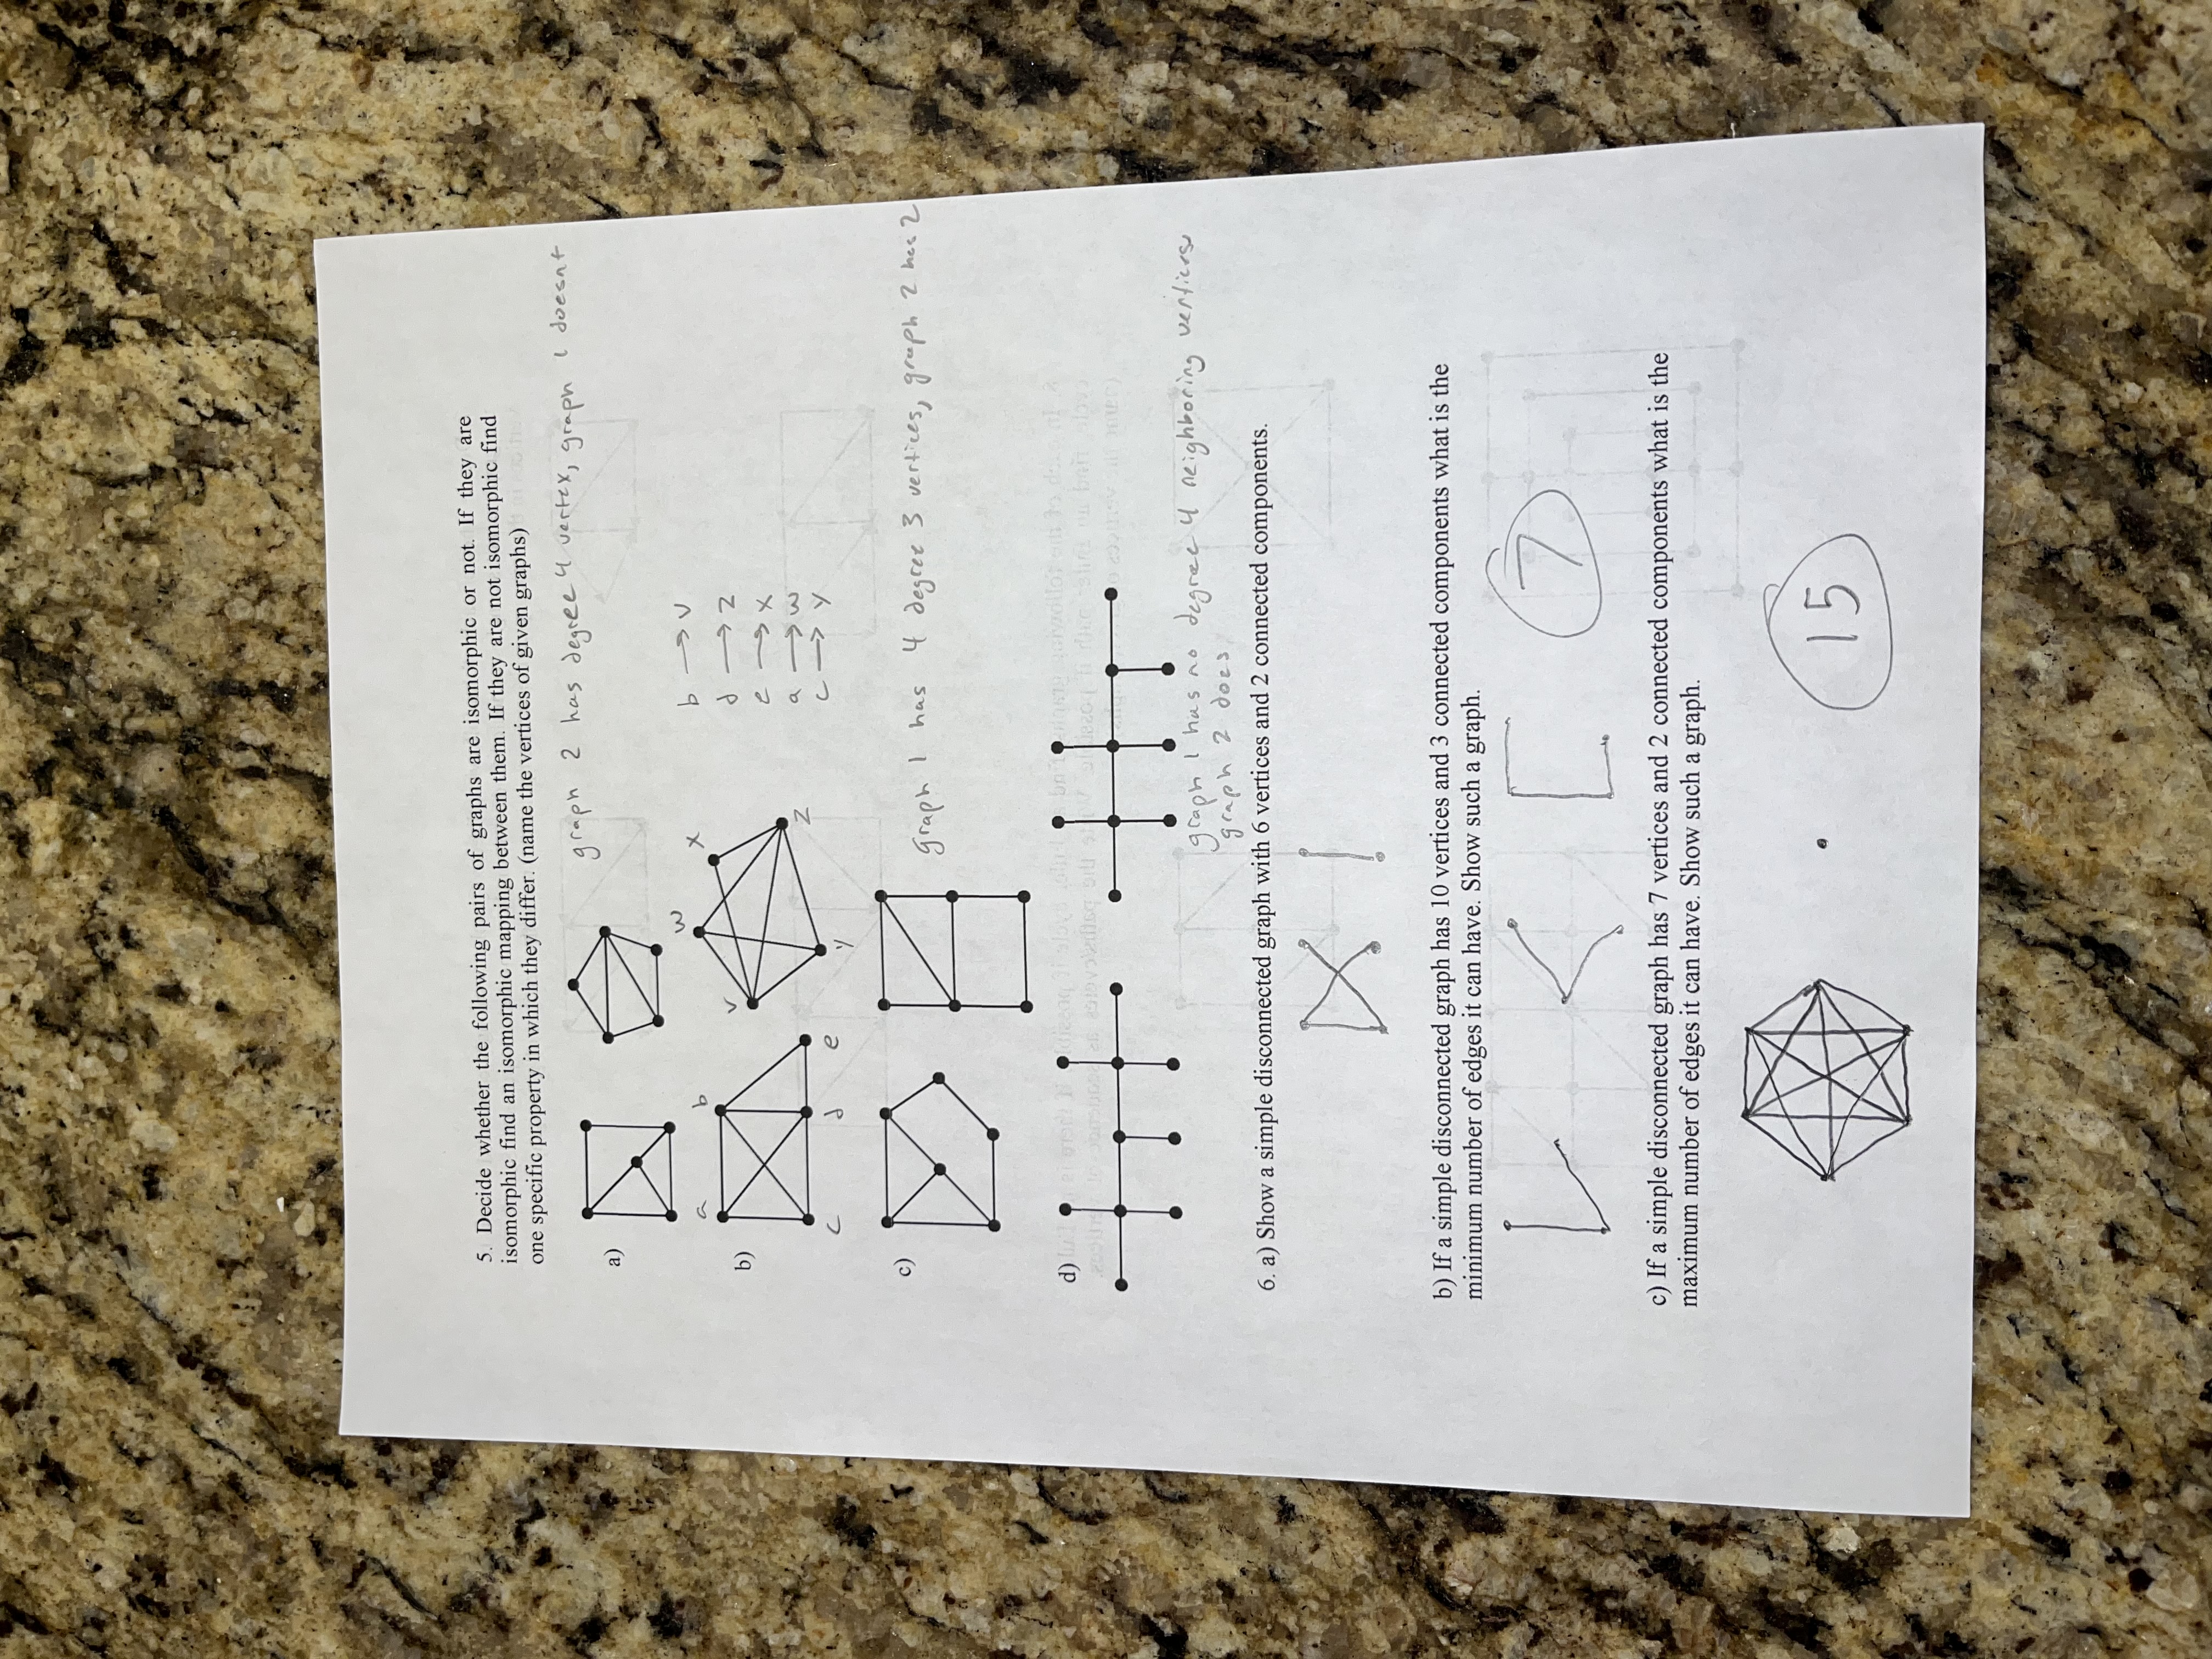 5. Decide whether the following pairs of graphs are isomorphic or not. If they are
isomorphic find an isomorphic mapping between them. If they are not isomorphic find
one specific property in which they differ. (name the vertices of given graphs)
graph 2 has degree 4 vertex, graph 1 doesnt
a)
a b
w x
b → v
b)
v
d → z
e → x
a → w
z
c → y
c d e
y
c)
graph 1 has 4 degree 3 vertices, graph 2 has 2
d)
graph 1 has no degree 4 neighboring vertices,
graph 2 does
6. a) Show a simple disconnected graph with 6 vertices and 2 connected components.
b) If a simple disconnected graph has 10 vertices and 3 connected components what is the
minimum number of edges it can have. Show such a graph.
7
c) If a simple disconnected graph has 7 vertices and 2 connected components what is the
maximum number of edges it can have. Show such a graph.
15